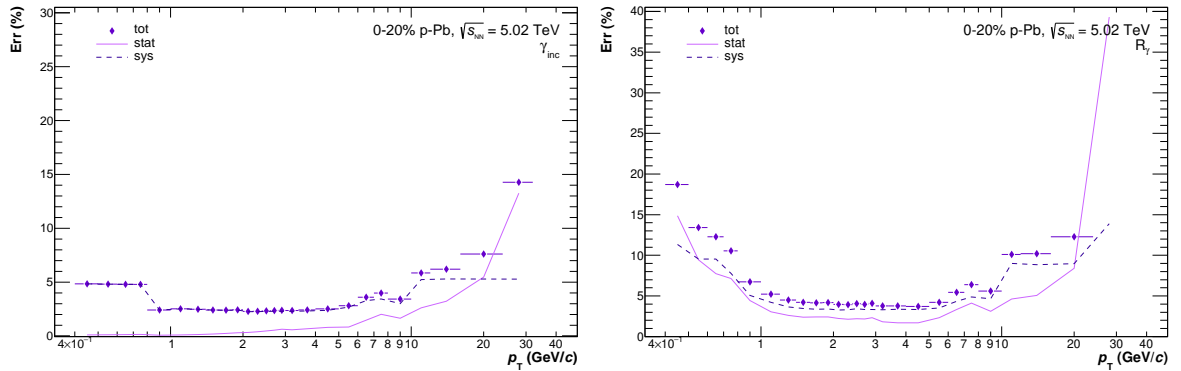 Err (%)
0-20% p-Pb, √s_NN = 5.02 TeV
γ_inc
tot
stat
sys
30
25
20
15
10
5
0
4×10⁻¹ 1 2 3 4 5 6 7 8 9 10 20 30 40
p_T (GeV/c)
Err (%)
0-20% p-Pb, √s_NN = 5.02 TeV
R_γ
tot
stat
sys
40
35
30
25
20
15
10
5
0
4×10⁻¹ 1 2 3 4 5 6 7 8 9 10 20 30 40
p_T (GeV/c)